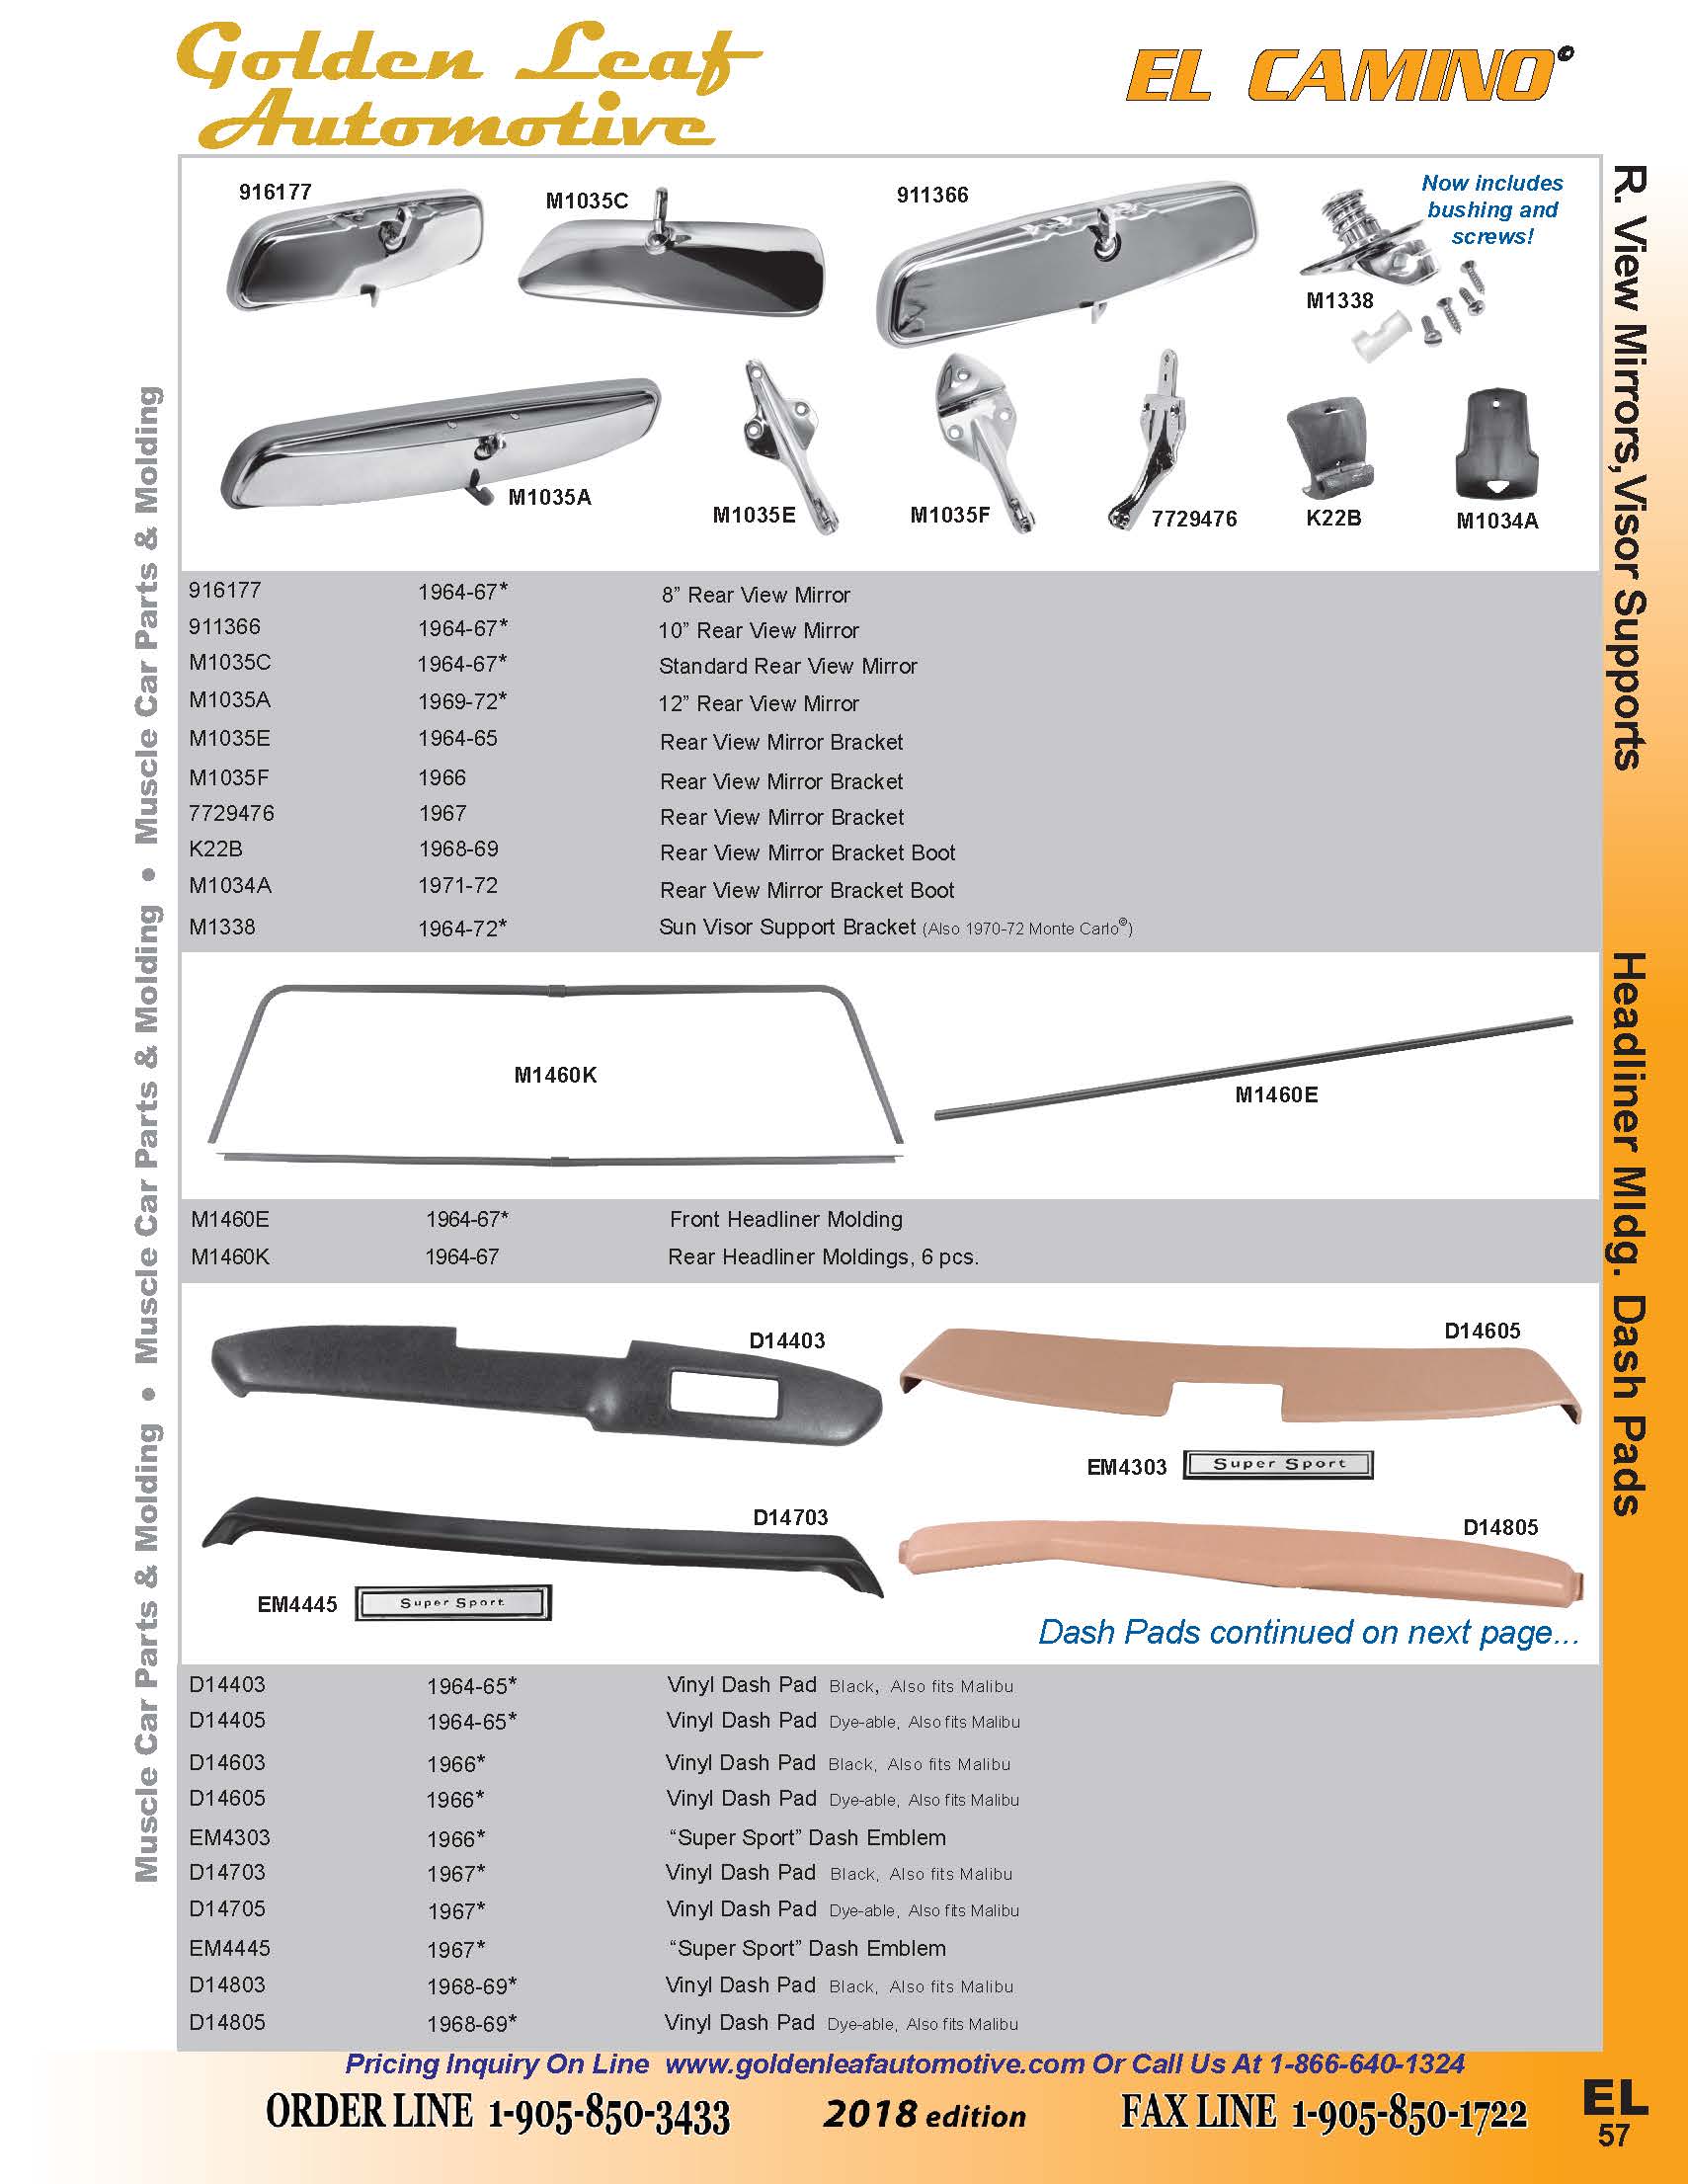 Golden Leaf
Automotive
EL CAMINO®
916177
M1035C
911366
Now includes
bushing and
screws!
M1338
M1035A
M1035E
M1035F
7729476
K22B
M1034A
916177 1964-67* 8” Rear View Mirror
911366 1964-67* 10” Rear View Mirror
M1035C 1964-67* Standard Rear View Mirror
M1035A 1969-72* 12” Rear View Mirror
M1035E 1964-65 Rear View Mirror Bracket
M1035F 1966 Rear View Mirror Bracket
7729476 1967 Rear View Mirror Bracket
K22B 1968-69 Rear View Mirror Bracket Boot
M1034A 1971-72 Rear View Mirror Bracket Boot
M1338 1964-72* Sun Visor Support Bracket (Also 1970-72 Monte Carlo®)
M1460K
M1460E
M1460E 1964-67* Front Headliner Molding
M1460K 1964-67 Rear Headliner Moldings, 6 pcs.
D14403
D14605
EM4303 Super Sport
D14703
D14805
EM4445 Super Sport
Dash Pads continued on next page...
D14403 1964-65* Vinyl Dash Pad Black, Also fits Malibu
D14405 1964-65* Vinyl Dash Pad Dye-able, Also fits Malibu
D14603 1966* Vinyl Dash Pad Black, Also fits Malibu
D14605 1966* Vinyl Dash Pad Dye-able, Also fits Malibu
EM4303 1966* “Super Sport” Dash Emblem
D14703 1967* Vinyl Dash Pad Black, Also fits Malibu
D14705 1967* Vinyl Dash Pad Dye-able, Also fits Malibu
EM4445 1967* “Super Sport” Dash Emblem
D14803 1968-69* Vinyl Dash Pad Black, Also fits Malibu
D14805 1968-69* Vinyl Dash Pad Dye-able, Also fits Malibu
Muscle Car Parts & Molding • Muscle Car Parts & Molding • Muscle Car Parts & Molding
R. View Mirrors,Visor Supports Headliner Mldg. Dash Pads
Pricing Inquiry On Line www.goldenleafautomotive.com Or Call Us At 1-866-640-1324
ORDER LINE 1-905-850-3433 2018 edition FAX LINE 1-905-850-1722
EL
57